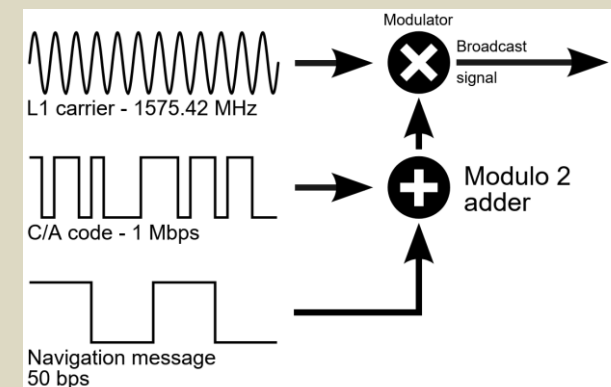 Modulator
Broadcast
signal
L1 carrier - 1575.42 MHz
Modulo 2
adder
C/A code - 1 Mbps
Navigation message
50 bps